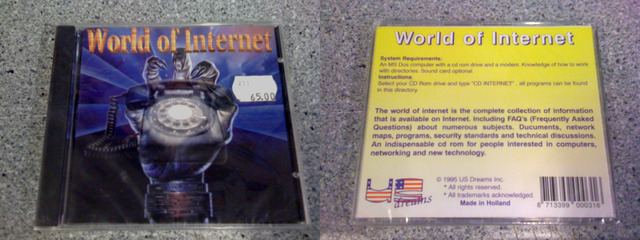 World of Internet
65.00
World of Internet
System Requirements:
An MS Dos computer with a cd rom drive and a modem. Knowledge of how to work
with directories. Sound card optional.
Instructions
Select your CD Rom drive and type "CD INTERNET", all programs can be found
in this directory.
The world of internet is the complete collection of information
that is available on Internet. Including FAQ's (Frequently Asked
Questions) about numerous subjects. Ducuments, network
maps, programs, security standards and technical discussions.
An indispensable cd rom for people interested in computers,
networking and new technology.
US
dreams
© 1995 US Dreams Inc.
* All rights reserved.
* All trademarks acknowledged.
Made in Holland
8 713399 000316